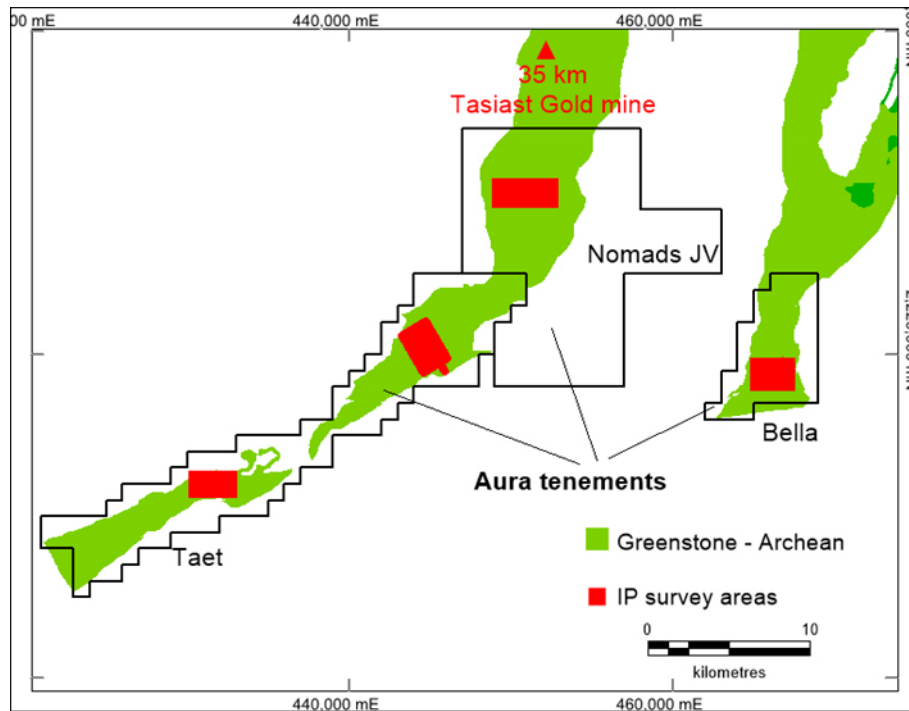 00 mE
440,000 mE
460,000 mE
35 km
Tasiast Gold mine
Nomads JV
Bella
Aura tenements
Taet
Greenstone - Archean
IP survey areas
0
10
kilometres
440,000 mE
460,000 mE